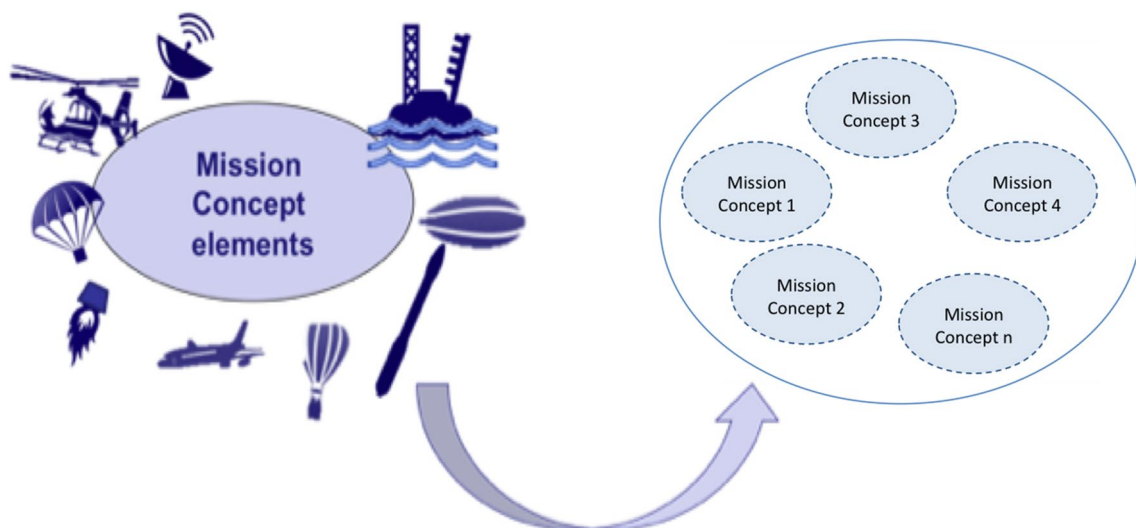 Mission
Concept
elements
Mission
Concept 3
Mission
Concept 1
Mission
Concept 4
Mission
Concept 2
Mission
Concept n